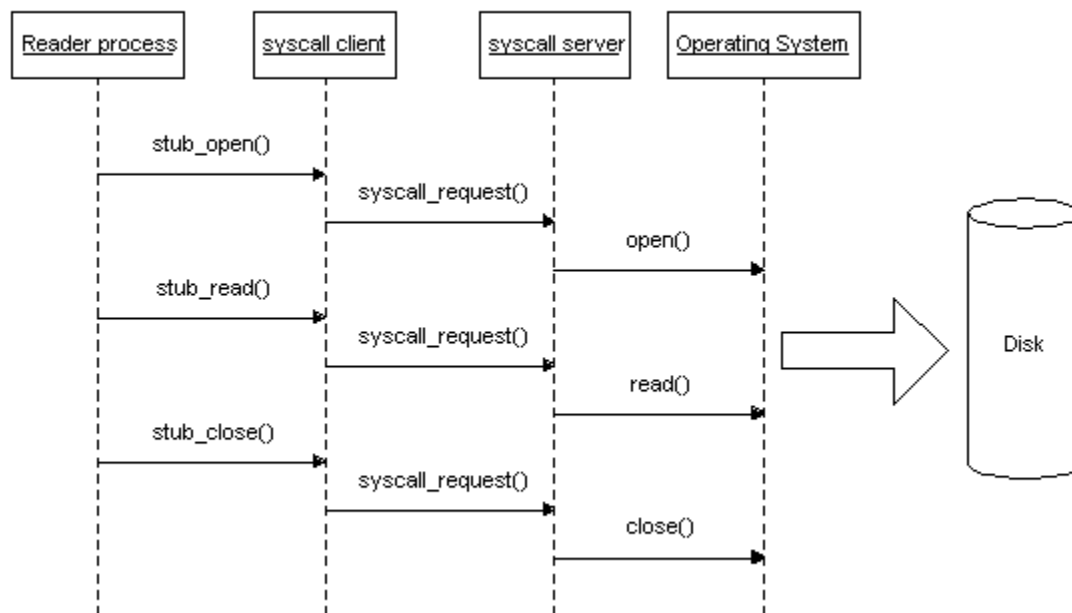 Reader process
syscall client
syscall server
Operating System
stub_open()
syscall_request()
open()
stub_read()
syscall_request()
Disk
read()
stub_close()
syscall_request()
close()